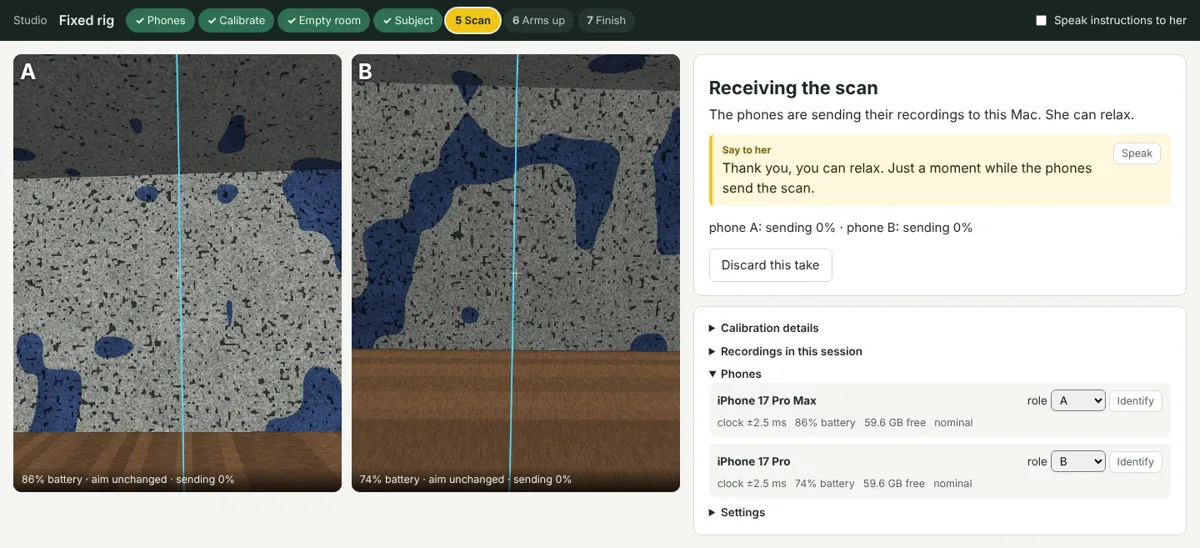 Studio Fixed rig ✓ Phones ✓ Calibrate ✓ Empty room ✓ Subject 5 Scan 6 Arms up 7 Finish Speak instructions to her
A
86% battery · aim unchanged · sending 0%
B
74% battery · aim unchanged · sending 0%
Receiving the scan
The phones are sending their recordings to this Mac. She can relax.
Say to her
Speak
Thank you, you can relax. Just a moment while the phones
send the scan.
phone A: sending 0% · phone B: sending 0%
Discard this take
Calibration details
Recordings in this session
Phones
iPhone 17 Pro Max role A Identify
clock ±2.5 ms 86% battery 59.6 GB free nominal
iPhone 17 Pro role B Identify
clock ±2.5 ms 74% battery 59.6 GB free nominal
Settings